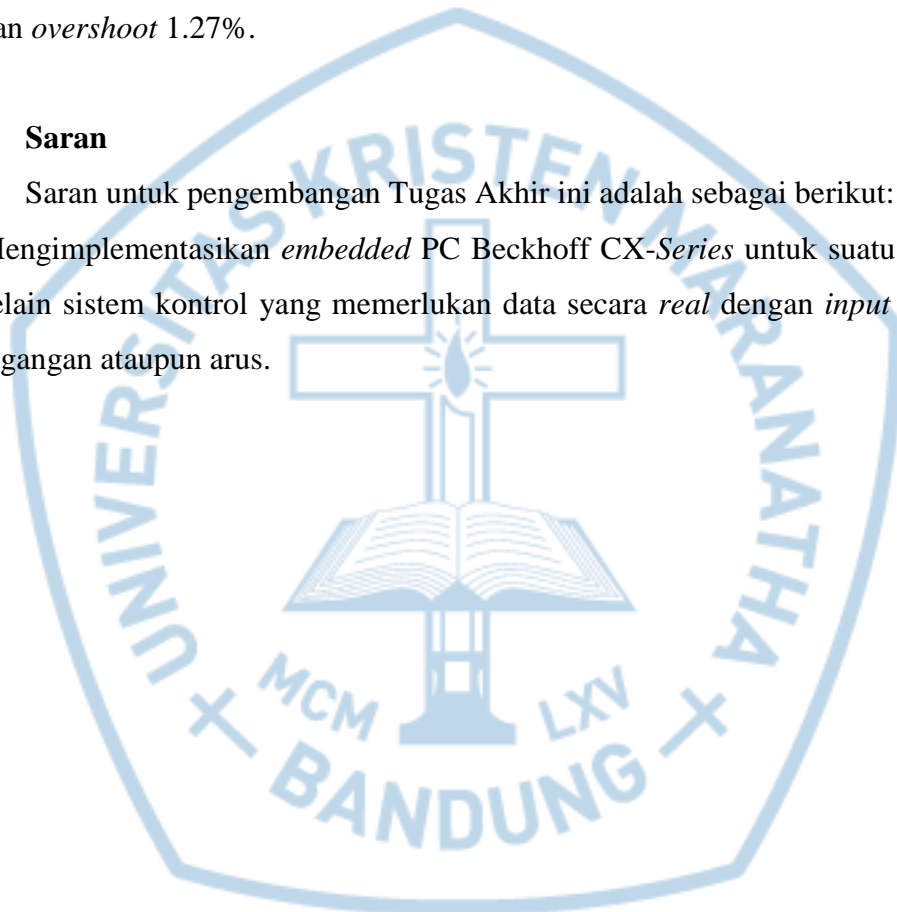 an overshoot 1.27%.
Saran
Saran untuk pengembangan Tugas Akhir ini adalah sebagai berikut:
Mengimplementasikan embedded PC Beckhoff CX-Series untuk suatu
elain sistem kontrol yang memerlukan data secara real dengan input
gangan ataupun arus.
UNIVERSITAS KRISTEN MARANATHA
MCM LXV
BANDUNG